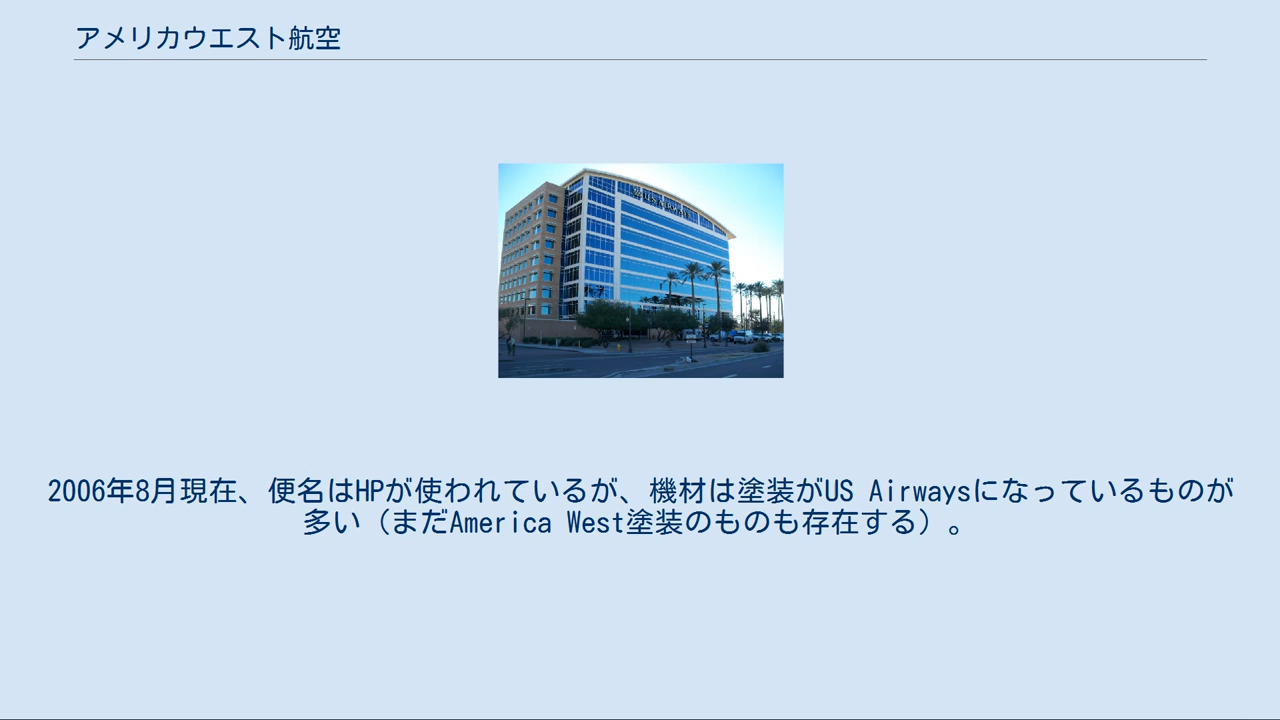 アメリカウエスト航空
2006年8月現在、便名はHPが使われているが、機材は塗装がUS Airwaysになっているものが
多い（まだAmerica West塗装のものも存在する）。